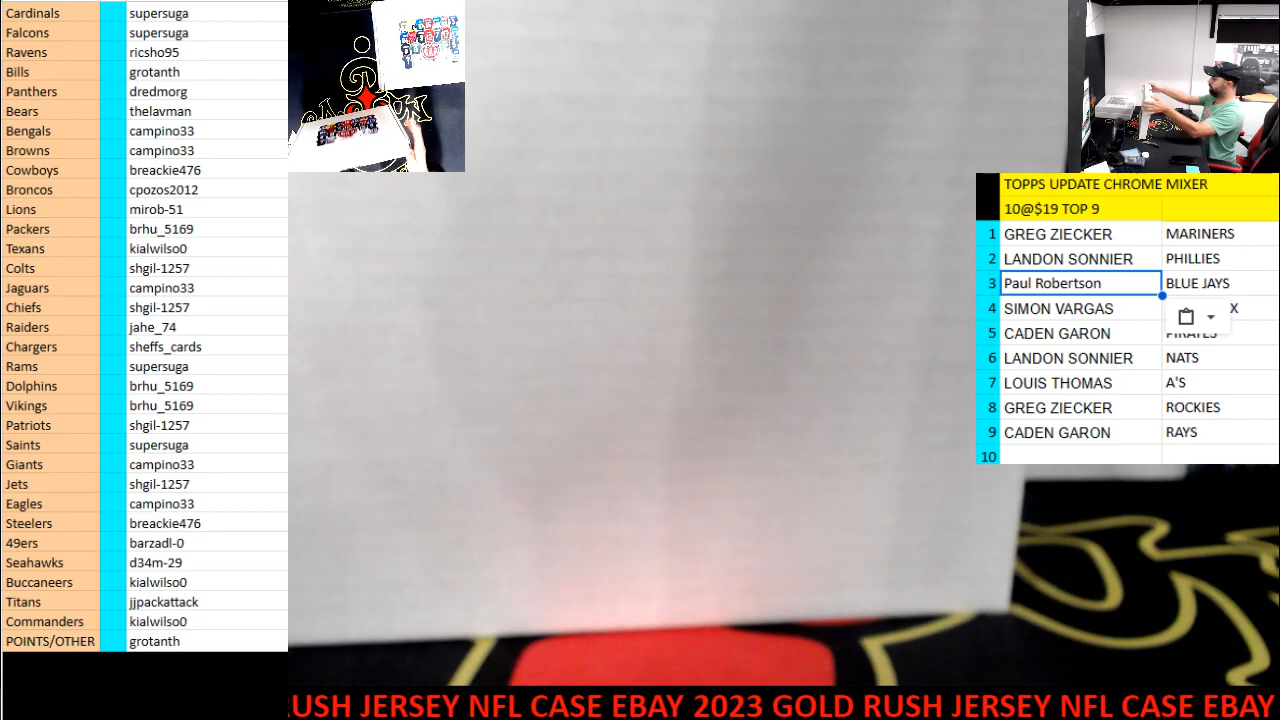 Cardinals supersuga
Falcons supersuga
Ravens ricsho95
Bills grotanth
Panthers dredmorg
Bears thelavman
Bengals campino33
Browns campino33
Cowboys breackie476
Broncos cpozos2012
Lions mirob-51
Packers brhu_5169
Texans kialwilso0
Colts shgil-1257
Jaguars campino33
Chiefs shgil-1257
Raiders jahe_74
Chargers sheffs_cards
Rams supersuga
Dolphins brhu_5169
Vikings brhu_5169
Patriots shgil-1257
Saints supersuga
Giants campino33
Jets shgil-1257
Eagles campino33
Steelers breackie476
49ers barzadl-0
Seahawks d34m-29
Buccaneers kialwilso0
Titans jjpackattack
Commanders kialwilso0
POINTS/OTHER grotanth
TOPPS UPDATE CHROME MIXER
10@$19 TOP 9
1 GREG ZIECKER MARINERS
2 LANDON SONNIER PHILLIES
3 Paul Robertson BLUE JAYS
4 SIMON VARGAS X
5 CADEN GARON PIRATES
6 LANDON SONNIER NATS
7 LOUIS THOMAS A'S
8 GREG ZIECKER ROCKIES
9 CADEN GARON RAYS
10
RUSH JERSEY NFL CASE EBAY 2023 GOLD RUSH JERSEY NFL CASE EBAY